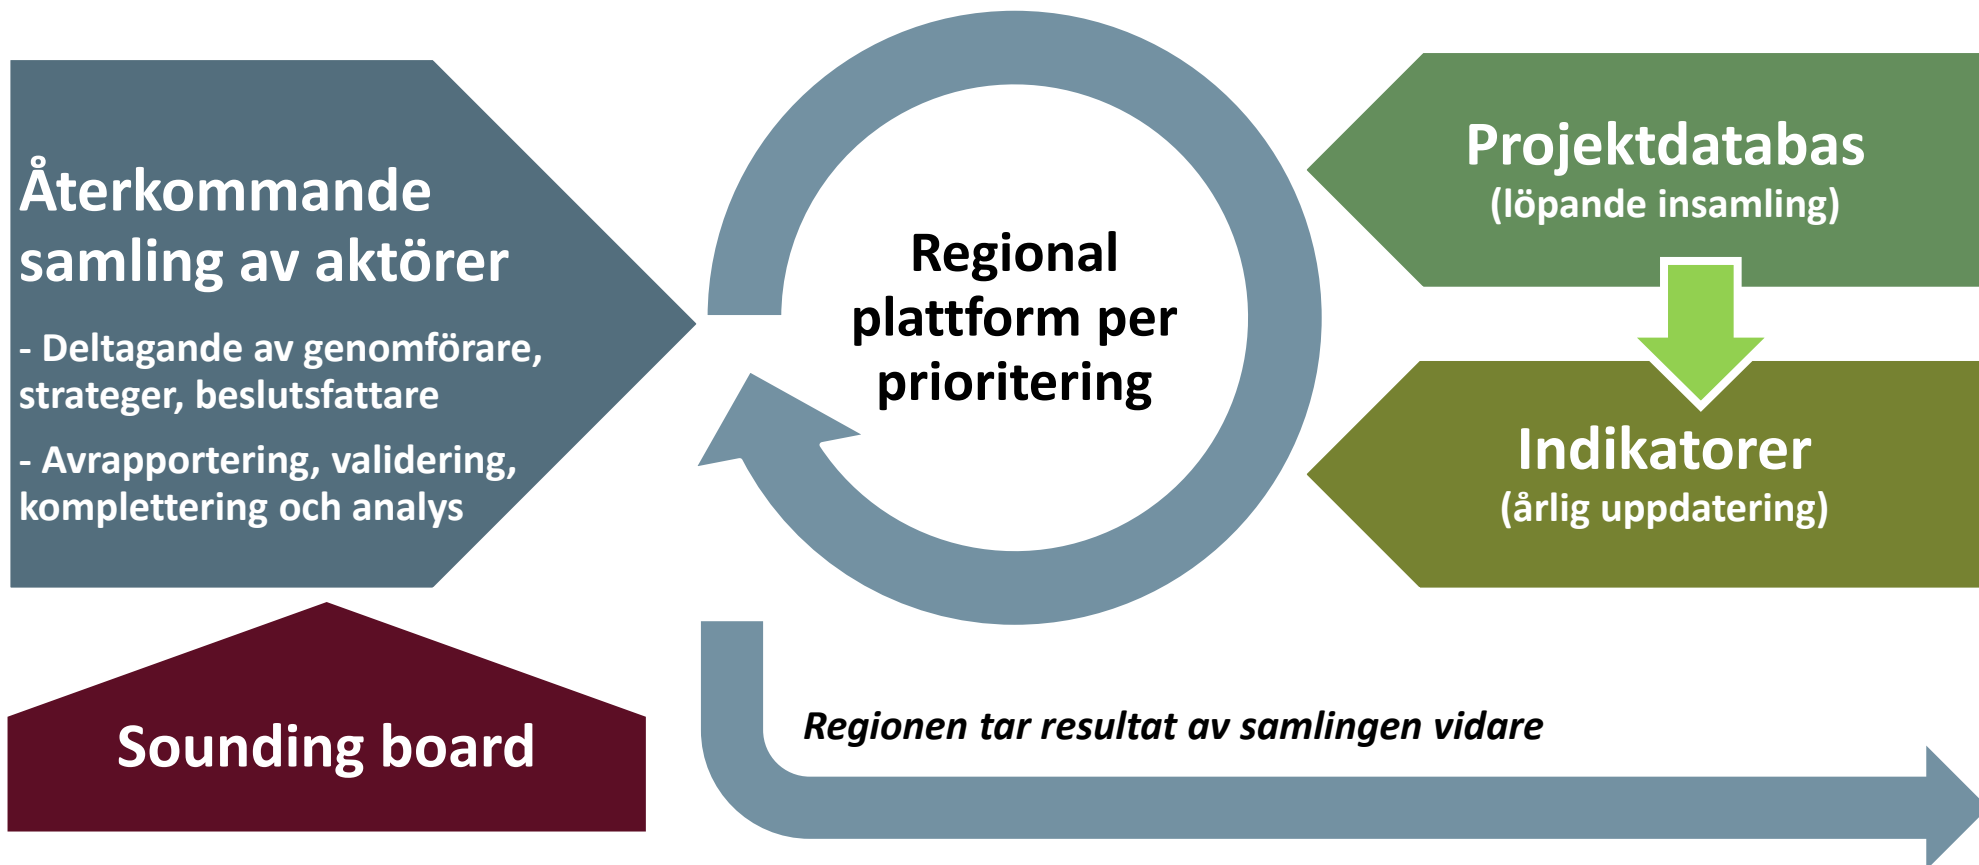 Återkommande
samling av aktörer
- Deltagande av genomförare,
strateger, beslutsfattare
- Avrapportering, validering,
komplettering och analys
Sounding board
Regional
plattform per
prioritering
Projektdatabas
(löpande insamling)
Indikatorer
(årlig uppdatering)
Regionen tar resultat av samlingen vidare